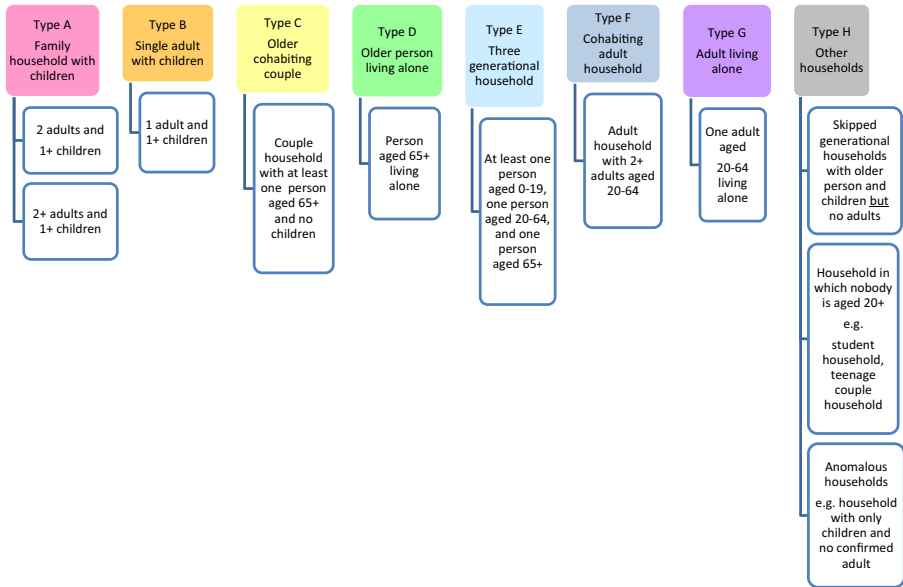 Type A
Family
household with
children
2 adults and
1+ children
2+ adults and
1+ children
Type B
Single adult
with children
1 adult and
1+ children
Type C
Older
cohabiting
couple
Couple
household
with at least
one person
aged 65+
and no
children
Type D
Older person
living alone
Person
aged 65+
living
alone
Type E
Three
generational
household
At least one
person
aged 0-19,
one person
aged 20-64,
and one
person
aged 65+
Type F
Cohabiting
adult
household
Adult
household
with 2+
adults aged
20-64
Type G
Adult living
alone
One adult
aged
20-64
living
alone
Type H
Other
households
Skipped
generational
households
with older
person and
children but
no adults
Household in
which nobody
is aged 20+
e.g.
student
household,
teenage
couple
household
Anomalous
households
e.g. household
with only
children and
no confirmed
adult